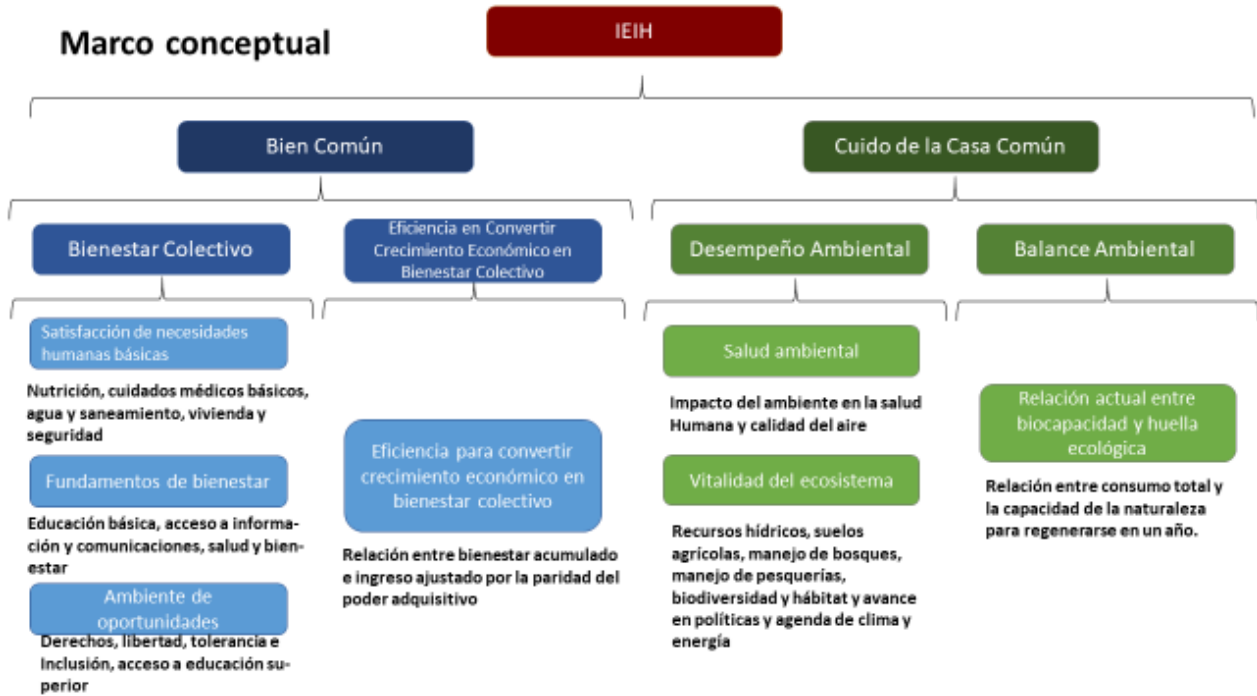 Marco conceptual
IEIH
Bien Común
Cuido de la Casa Común
Bienestar Colectivo
Eficiencia en Convertir
Crecimiento Económico en
Bienestar Colectivo
Desempeño Ambiental
Balance Ambiental
Satisfacción de necesidades
humanas básicas
Nutrición, cuidados médicos básicos,
agua y saneamiento, vivienda y
seguridad
Fundamentos de bienestar
Educación básica, acceso a informa-
ción y comunicaciones, salud y bien-
estar
Ambiente de
oportunidades
Derechos, libertad, tolerancia e
Inclusión, acceso a educación su-
perior
Eficiencia para convertir
crecimiento económico en
bienestar colectivo
Relación entre bienestar acumulado
e ingreso ajustado por la paridad del
poder adquisitivo
Salud ambiental
Impacto del ambiente en la salud
Humana y calidad del aire
Vitalidad del ecosistema
Recursos hídricos, suelos
agrícolas, manejo de bosques,
manejo de pesquerías,
biodiversidad y hábitat y avance
en políticas y agenda de clima y
energía
Relación actual entre
biocapacidad y huella
ecológica
Relación entre consumo total y
la capacidad de la naturaleza
para regenerarse en un año.